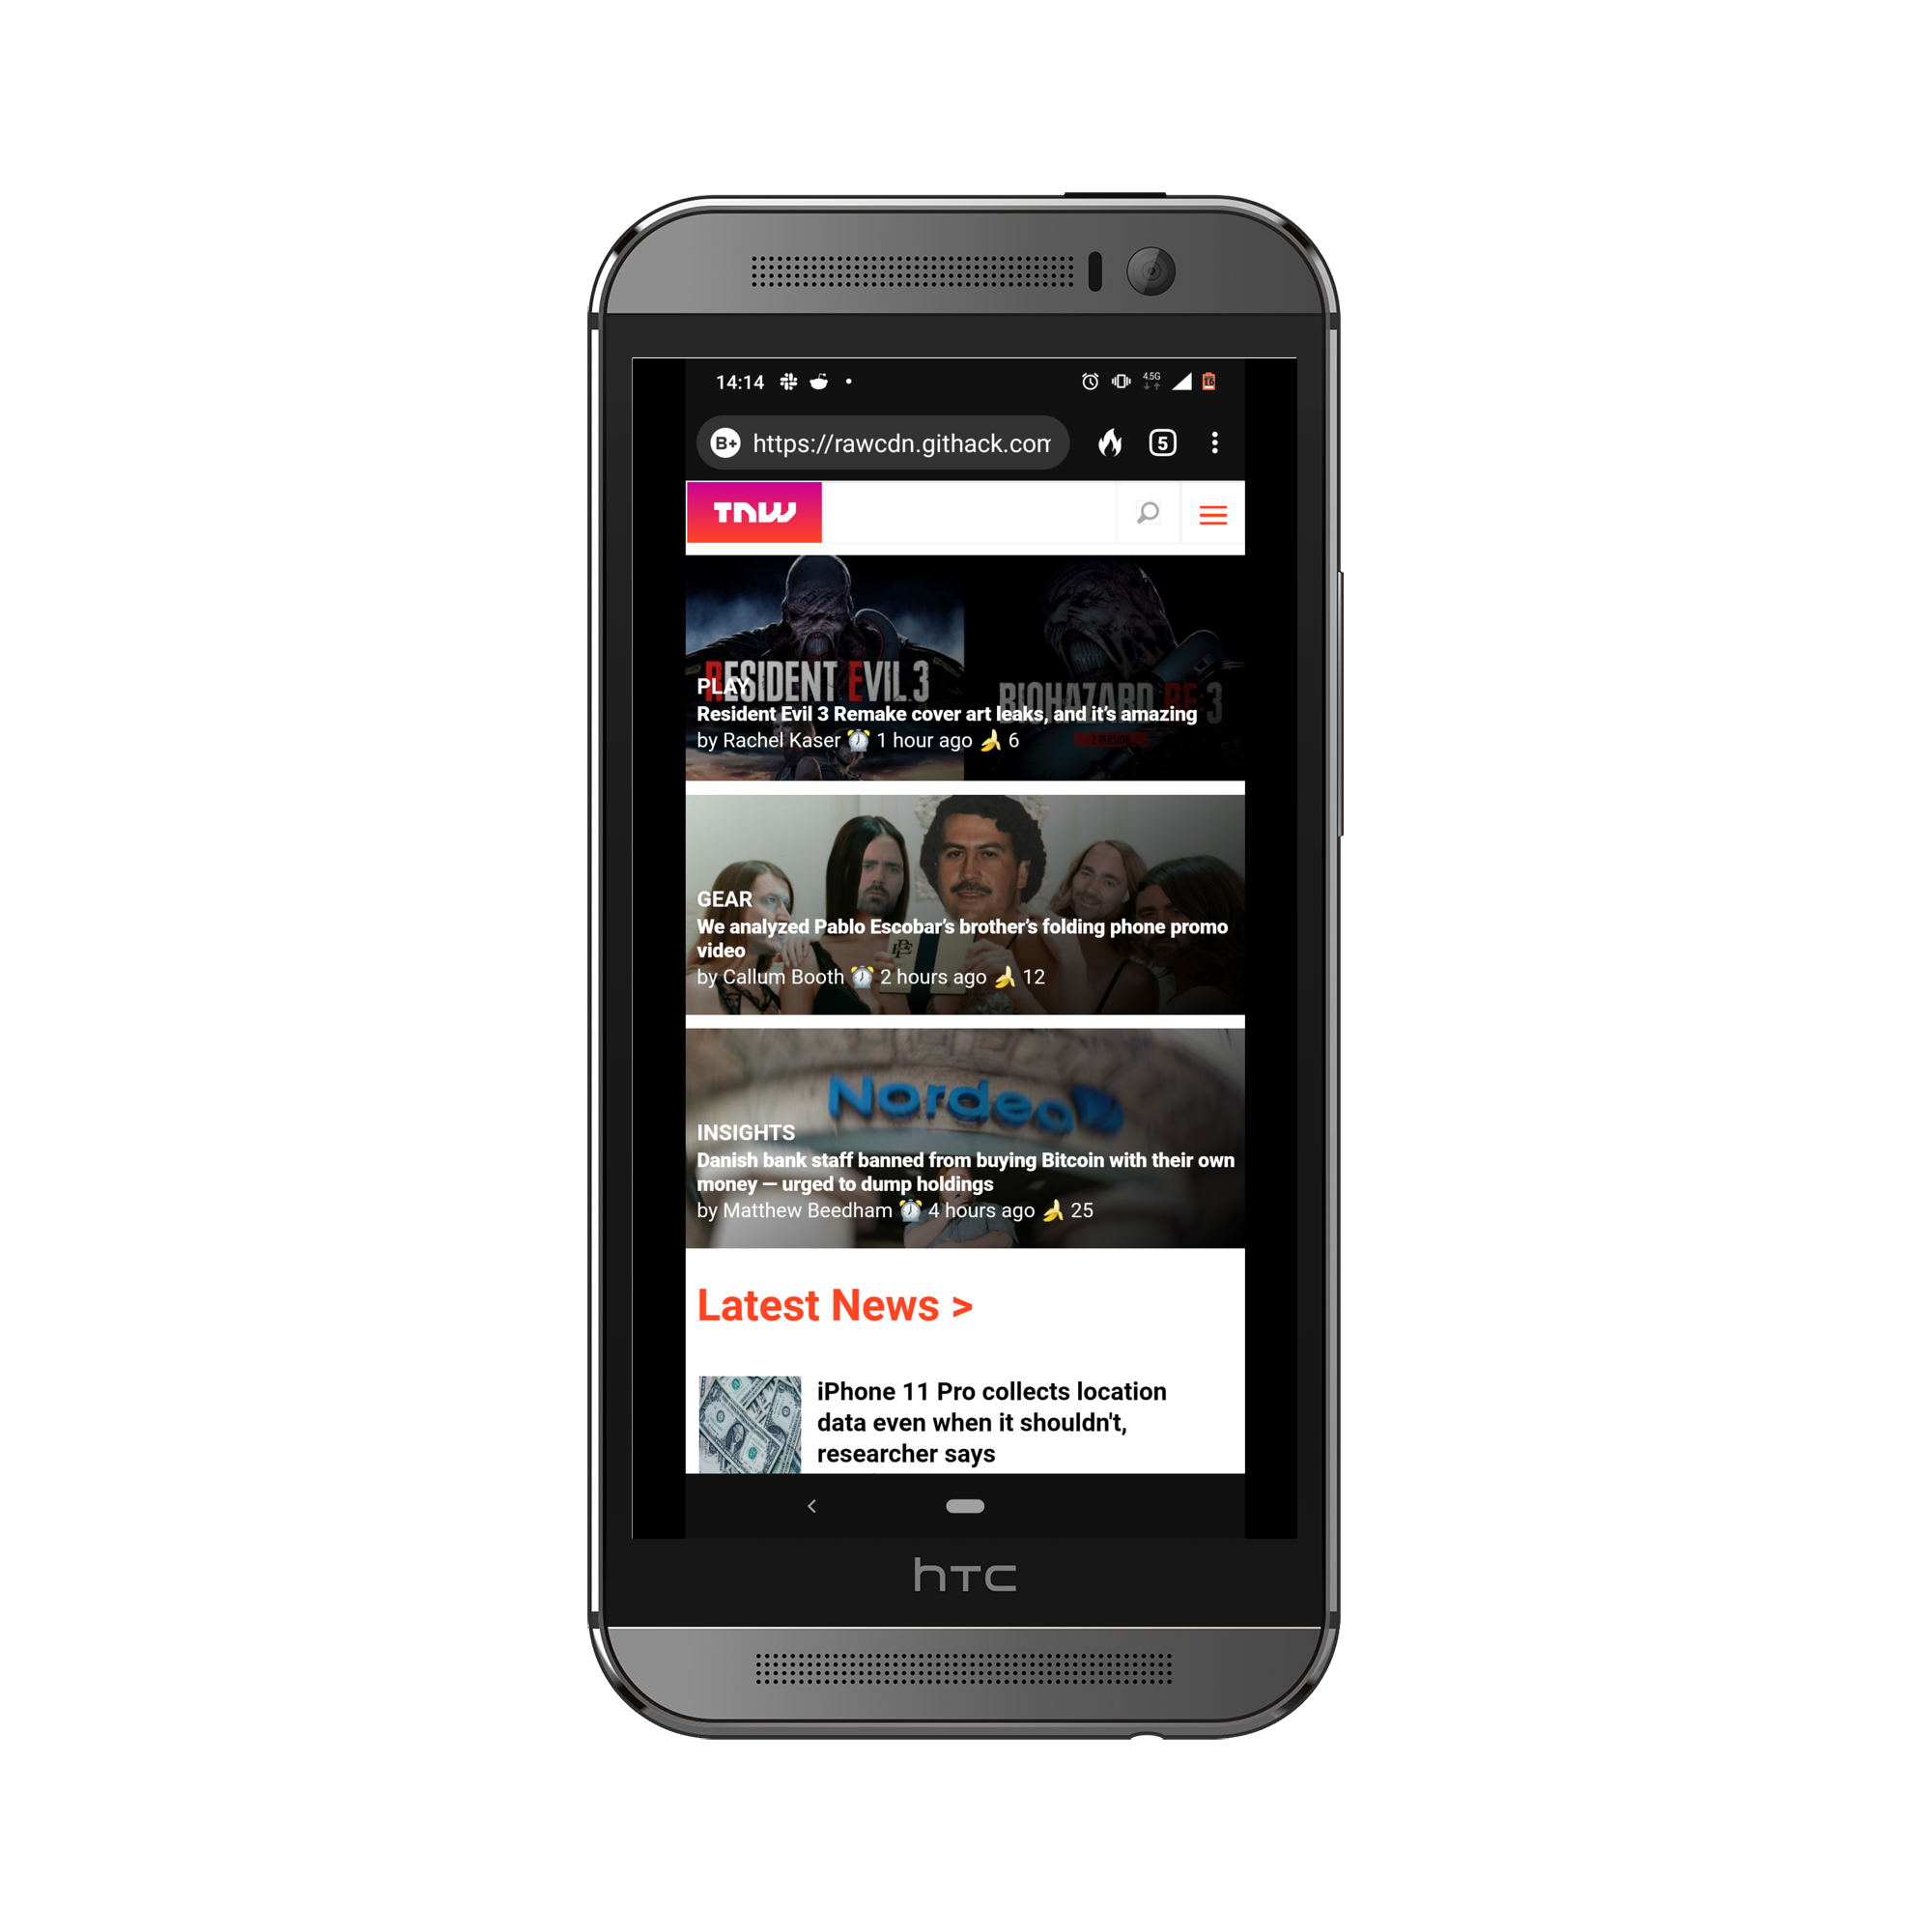 14:14
4.5G
16
B+ https://rawcdn.githack.com
5
TNW
RESIDENT EVIL 3
BIOHAZARD RE:3
Z VERSION
PLAY
Resident Evil 3 Remake cover art leaks, and it's amazing
by Rachel Kaser ⏰ 1 hour ago 🍌 6
GEAR
We analyzed Pablo Escobar's brother's folding phone promo
video
by Callum Booth ⏰ 2 hours ago 🍌 12
Nordea
INSIGHTS
Danish bank staff banned from buying Bitcoin with their own
money — urged to dump holdings
by Matthew Beedham ⏰ 4 hours ago 🍌 25
Latest News >
iPhone 11 Pro collects location
data even when it shouldn't,
researcher says
hTC